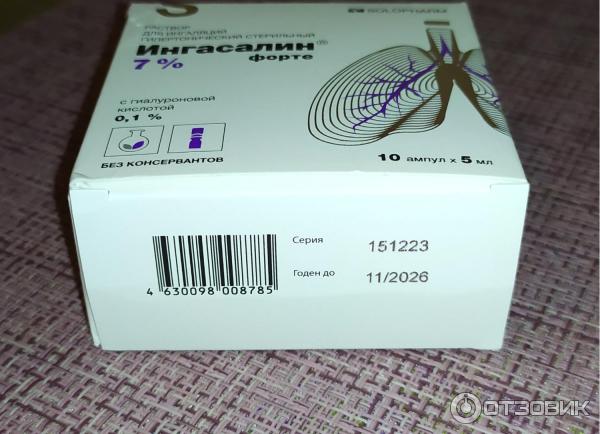 SOLOPHARM
РАСТВОР
ДЛЯ ИНГАЛЯЦИЙ
ГИПЕРТОНИЧЕСКИЙ СТЕРИЛЬНЫЙ
Ингасалин®
форте
7 %
с гиалуроновой
кислотой
0,1 %
БЕЗ КОНСЕРВАНТОВ
10 ампул x 5 мл
Серия 151223
Годен до 11/2026
4 630098 008785
ОТЗОВИК